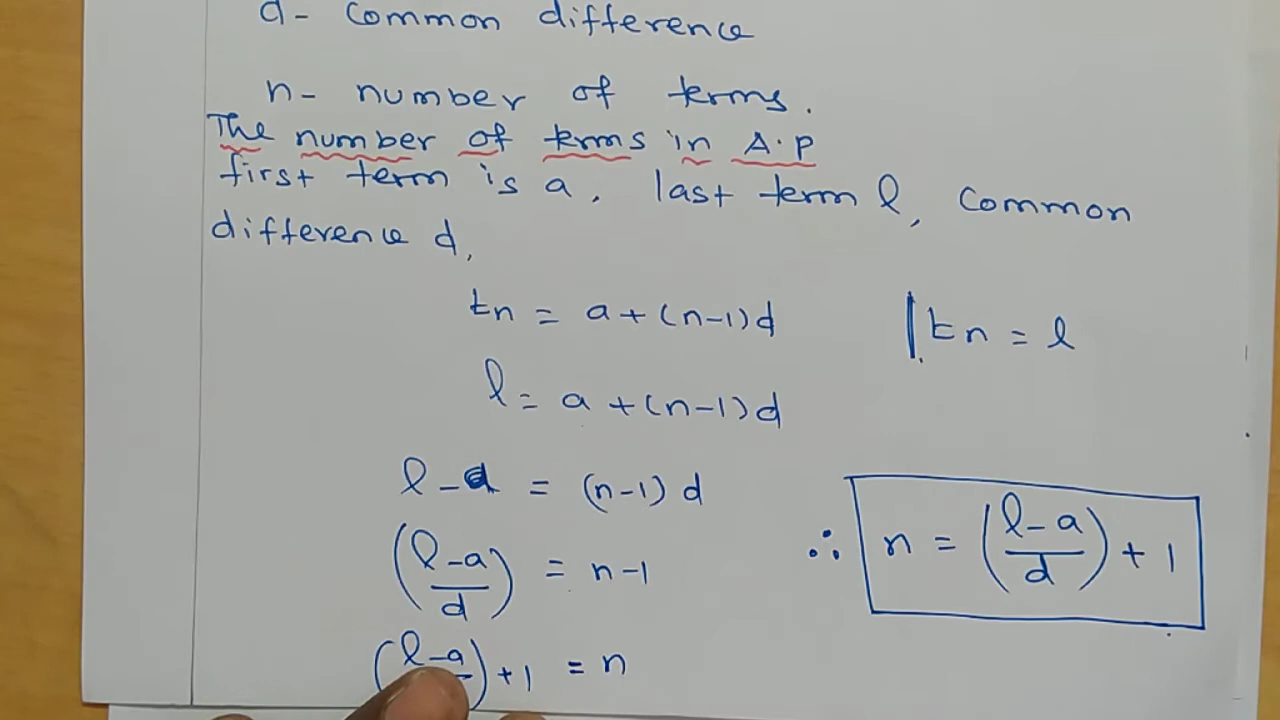 d- common difference
n- number of terms.
The number of terms in A.P
first term is a, last term l, common
difference d,
tn = a+(n-1)d | tn = l
l = a+(n-1)d
l-a = (n-1)d
(l-a/d) = n-1
∴ n = (l-a/d)+1
(l-a/)+1 = n